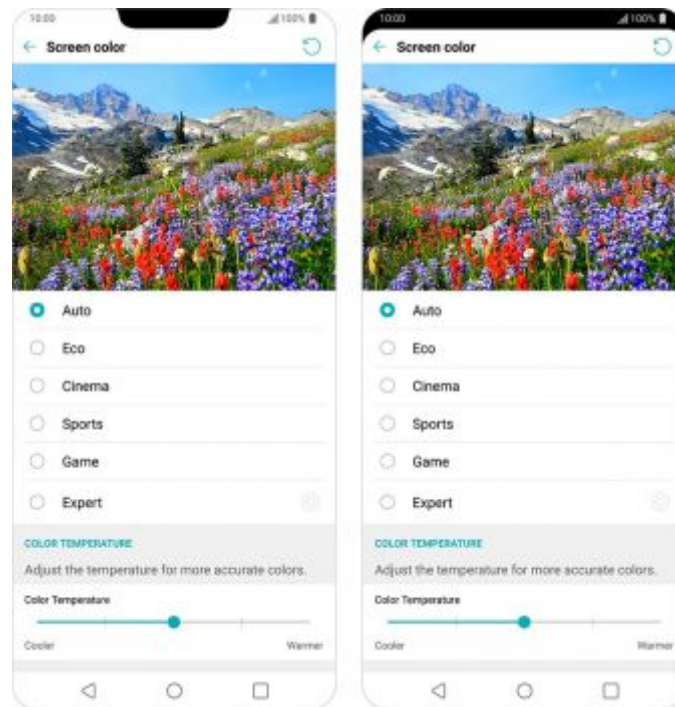 10:00
100%
Screen color
Auto
Eco
Cinema
Sports
Game
Expert
COLOR TEMPERATURE
Adjust the temperature for more accurate colors.
Color Temperature
Cooler Warmer
10:00
100%
Screen color
Auto
Eco
Cinema
Sports
Game
Expert
COLOR TEMPERATURE
Adjust the temperature for more accurate colors.
Color Temperature
Cooler Warmer